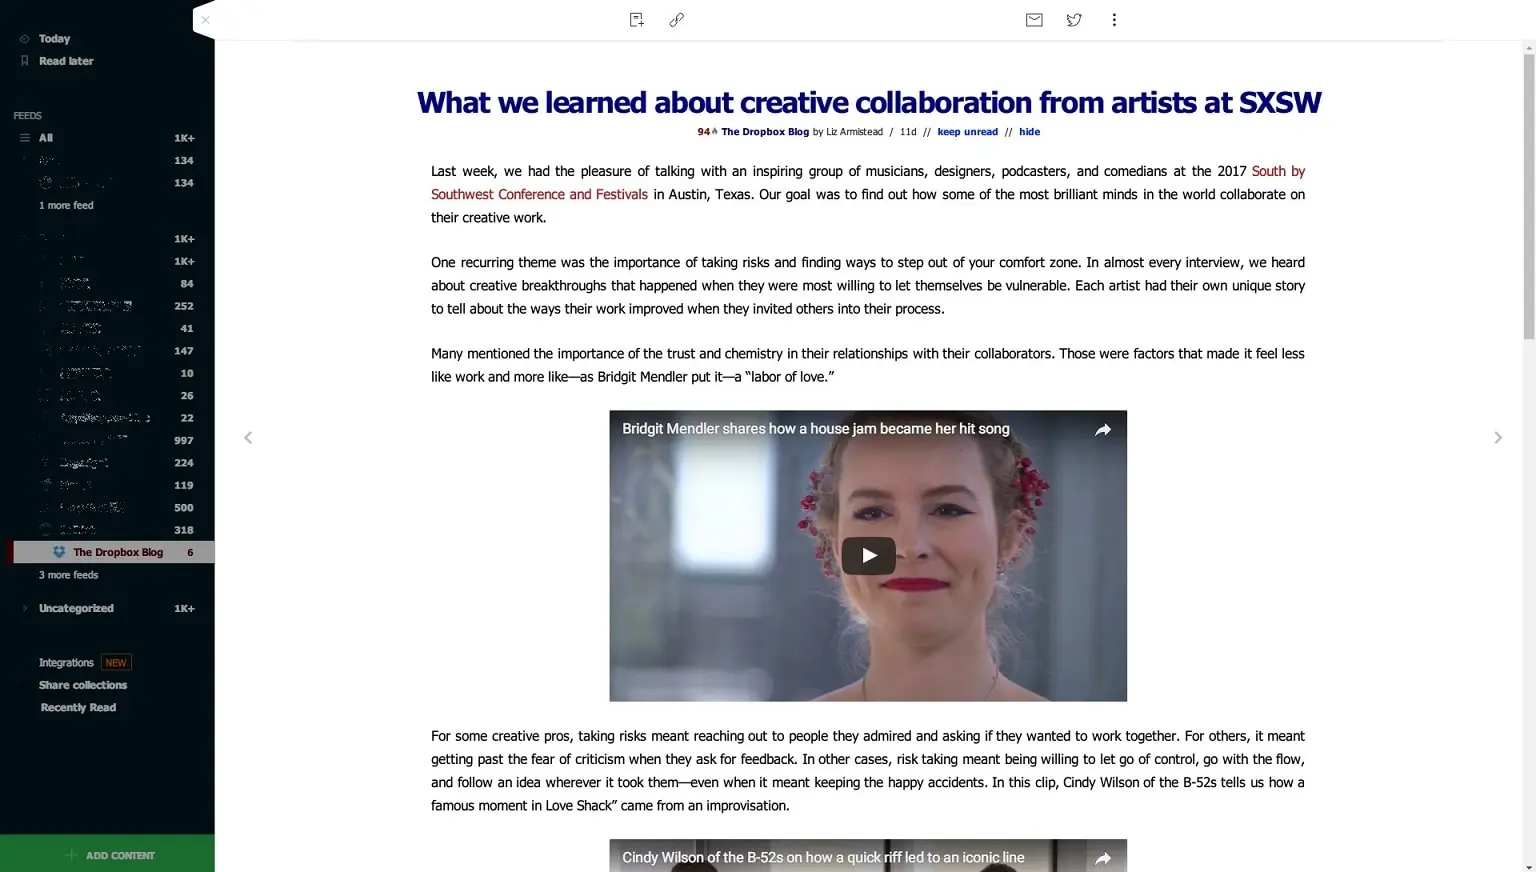 Today
Read later
FEEDS
All 1K+
134
134
1 more feed
1K+
1K+
84
252
41
147
10
26
22
997
224
119
500
318
The Dropbox Blog 6
3 more feeds
Uncategorized 1K+
Integrations NEW
Share collections
Recently Read
+ ADD CONTENT
What we learned about creative collaboration from artists at SXSW
94 The Dropbox Blog by Liz Armistead / 11d // keep unread // hide
Last week, we had the pleasure of talking with an inspiring group of musicians, designers, podcasters, and comedians at the 2017 South by
Southwest Conference and Festivals in Austin, Texas. Our goal was to find out how some of the most brilliant minds in the world collaborate on
their creative work.
One recurring theme was the importance of taking risks and finding ways to step out of your comfort zone. In almost every interview, we heard
about creative breakthroughs that happened when they were most willing to let themselves be vulnerable. Each artist had their own unique story
to tell about the ways their work improved when they invited others into their process.
Many mentioned the importance of the trust and chemistry in their relationships with their collaborators. Those were factors that made it feel less
like work and more like—as Bridgit Mendler put it—a “labor of love.”
Bridgit Mendler shares how a house jam became her hit song
For some creative pros, taking risks meant reaching out to people they admired and asking if they wanted to work together. For others, it meant
getting past the fear of criticism when they ask for feedback. In other cases, risk taking meant being willing to let go of control, go with the flow,
and follow an idea wherever it took them—even when it meant keeping the happy accidents. In this clip, Cindy Wilson of the B-52s tells us how a
famous moment in Love Shack” came from an improvisation.
Cindy Wilson of the B-52s on how a quick riff led to an iconic line